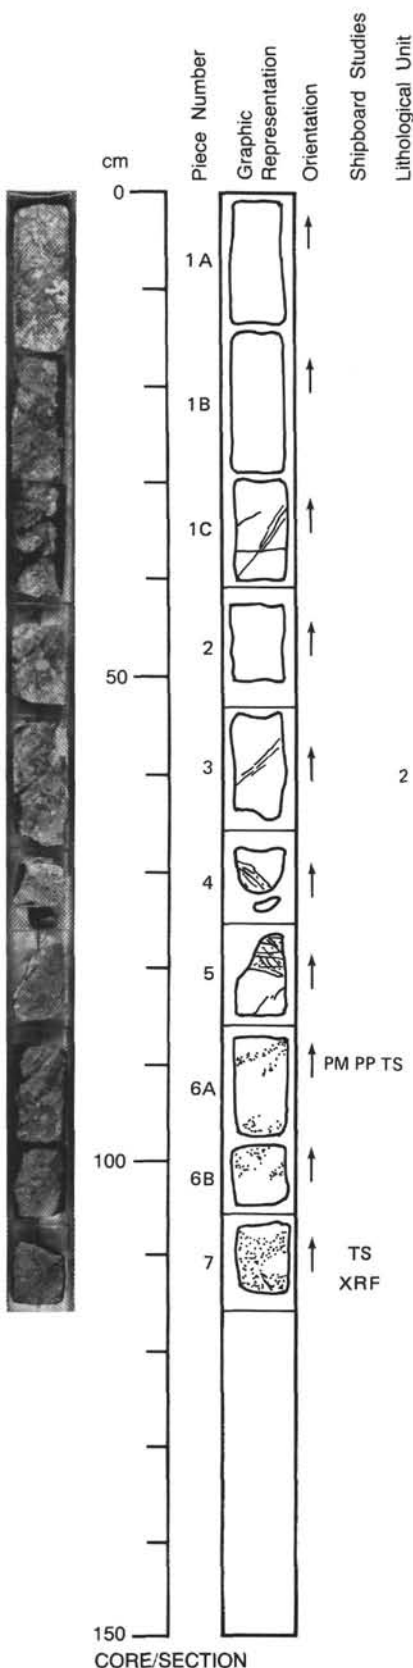 cm
Piece Number
Graphic
Representation
Orientation
Shipboard Studies
Lithological Unit
0
1A
1B
1C
2
50
3
2
4
5
PM PP TS
6A
100
6B
7
TS
XRF
150
CORE/SECTION